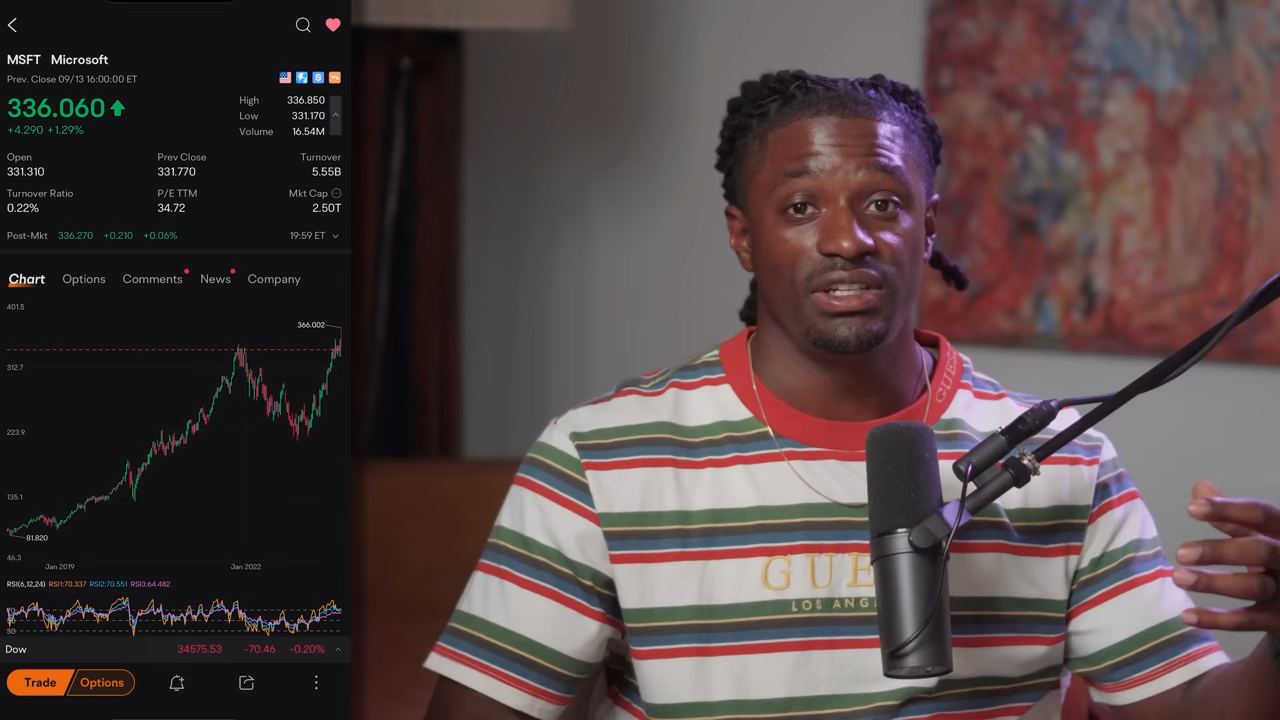 MSFT Microsoft
Prev. Close 09/13 16:00:00 ET
336.060
+4.290 +1.29%
High 336.850
Low 331.170
Volume 16.54M
Open Prev Close Turnover
331.310 331.770 5.55B
Turnover Ratio P/E TTM Mkt Cap
0.22% 34.72 2.50T
Post-Mkt 336.270 +0.210 +0.06% 19:59 ET
Chart Options Comments News Company
401.5
366.002
312.7
223.9
135.1
81.820
46.3
Jan 2019 Jan 2022
RSI(6,12,24) RSI1:70.337 RSI2:70.551 RSI3:64.482
30
Dow 34575.53 -70.46 -0.20%
Trade Options
GUES
GUE
LOS ANG